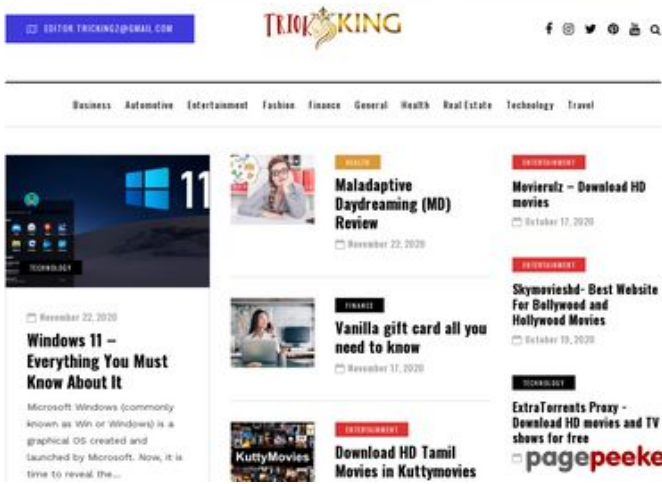 EDITOR.TRICKING2@GMAIL.COM
TRICK KING
Business Automotive Entertainment Fashion Finance General Health Real Estate Technology Travel
11
TECHNOLOGY
November 22, 2020
Windows 11 –
Everything You Must
Know About It
Microsoft Windows (commonly
known as Win or Windows) is a
graphical OS created and
launched by Microsoft. Now, it is
time to reveal the...
HEALTH
Maladaptive
Daydreaming (MD)
Review
November 22, 2020
FINANCE
Vanilla gift card all you
need to know
November 17, 2020
KuttyMovies
ENTERTAINMENT
Download HD Tamil
Movies in Kuttymovies
ENTERTAINMENT
Movierulz – Download HD
movies
October 17, 2020
ENTERTAINMENT
Skymovieshd- Best Website
For Bollywood and
Hollywood Movies
October 19, 2020
TECHNOLOGY
ExtraTorrents Proxy -
Download HD movies and TV
shows for free
pagepeeke